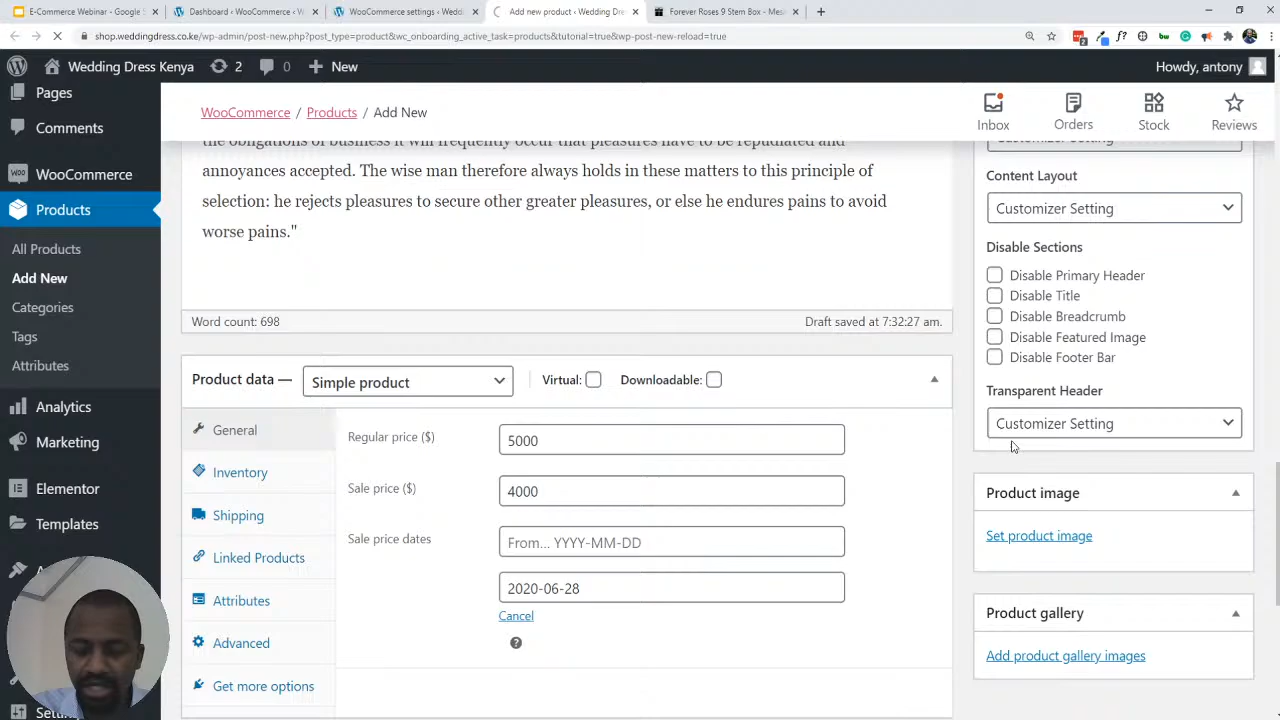 E-Commerce Webinar - Google S
Dashboard ‹ WooCommerce ‹ W
WooCommerce settings ‹ Weddin
Add new product ‹ Wedding Dres
Forever Roses 9 Stem Box - Mes
shop.weddingdress.co.ke/wp-admin/post-new.php?post_type=product&wc_onboarding_active_task=products&tutorial=true&wp-post-new-reload=true
Wedding Dress Kenya
2
0
New
Howdy, antony
Pages
Comments
WooCommerce
Products
All Products
Add New
Categories
Tags
Attributes
Analytics
Marketing
Elementor
Templates
WooCommerce / Products / Add New
Inbox
Orders
Stock
Reviews
the obligations of business it will frequently occur that pleasures have to be repudiated and
annoyances accepted. The wise man therefore always holds in these matters to this principle of
selection: he rejects pleasures to secure other greater pleasures, or else he endures pains to avoid
worse pains."
Word count: 698
Draft saved at 7:32:27 am.
Product data —
Simple product
Virtual:
Downloadable:
General
Inventory
Shipping
Linked Products
Attributes
Advanced
Get more options
Regular price ($)
5000
Sale price ($)
4000
Sale price dates
From... YYYY-MM-DD
2020-06-28
Cancel
Customizer Setting
Content Layout
Customizer Setting
Disable Sections
Disable Primary Header
Disable Title
Disable Breadcrumb
Disable Featured Image
Disable Footer Bar
Transparent Header
Customizer Setting
Product image
Set product image
Product gallery
Add product gallery images